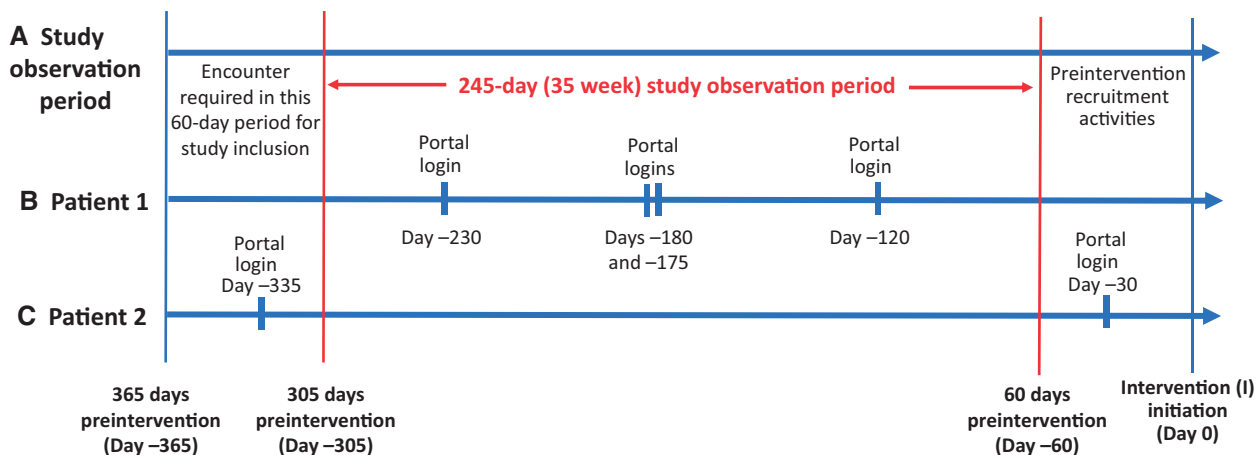 A Study
observation
period
Encounter
required in this
60-day period for
study inclusion
245-day (35 week) study observation period
Preintervention
recruitment
activities
B Patient 1
Portal
login
Day –230
Portal
logins
Days –180
and –175
Portal
login
Day –120
C Patient 2
Portal
login
Day –335
Portal
login
Day –30
365 days
preintervention
(Day –365)
305 days
preintervention
(Day –305)
60 days
preintervention
(Day –60)
Intervention (I)
initiation
(Day 0)